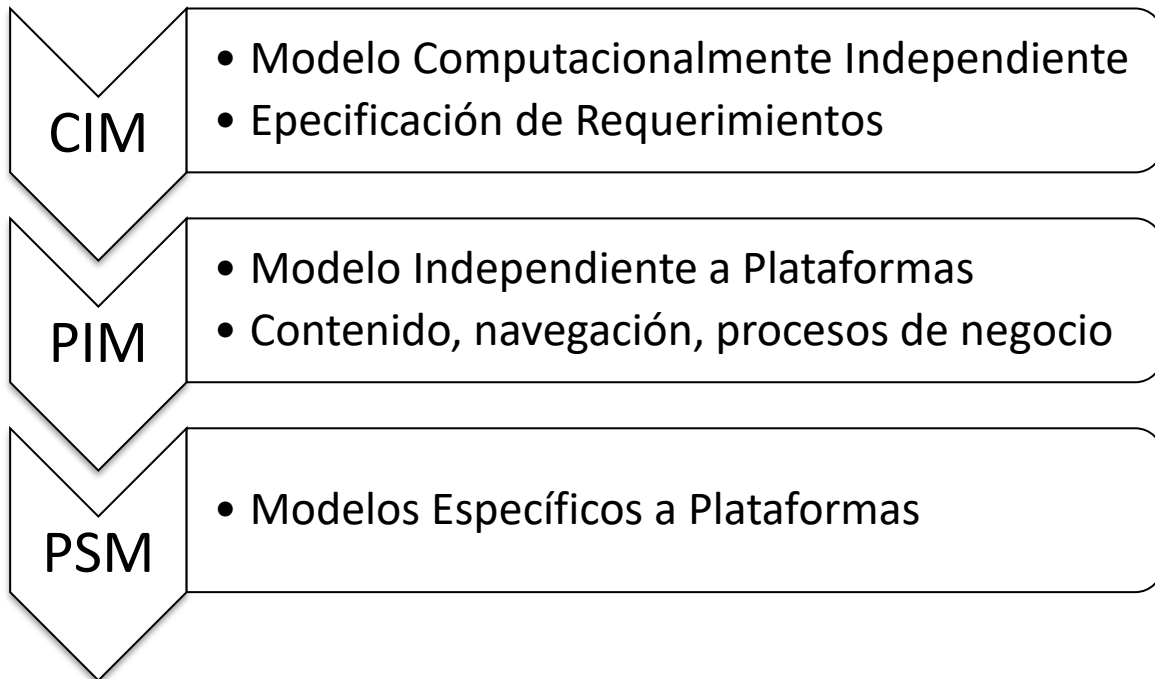 CIM
• Modelo Computacionalmente Independiente
• Epecificación de Requerimientos
PIM
• Modelo Independiente a Plataformas
• Contenido, navegación, procesos de negocio
PSM
• Modelos Específicos a Plataformas